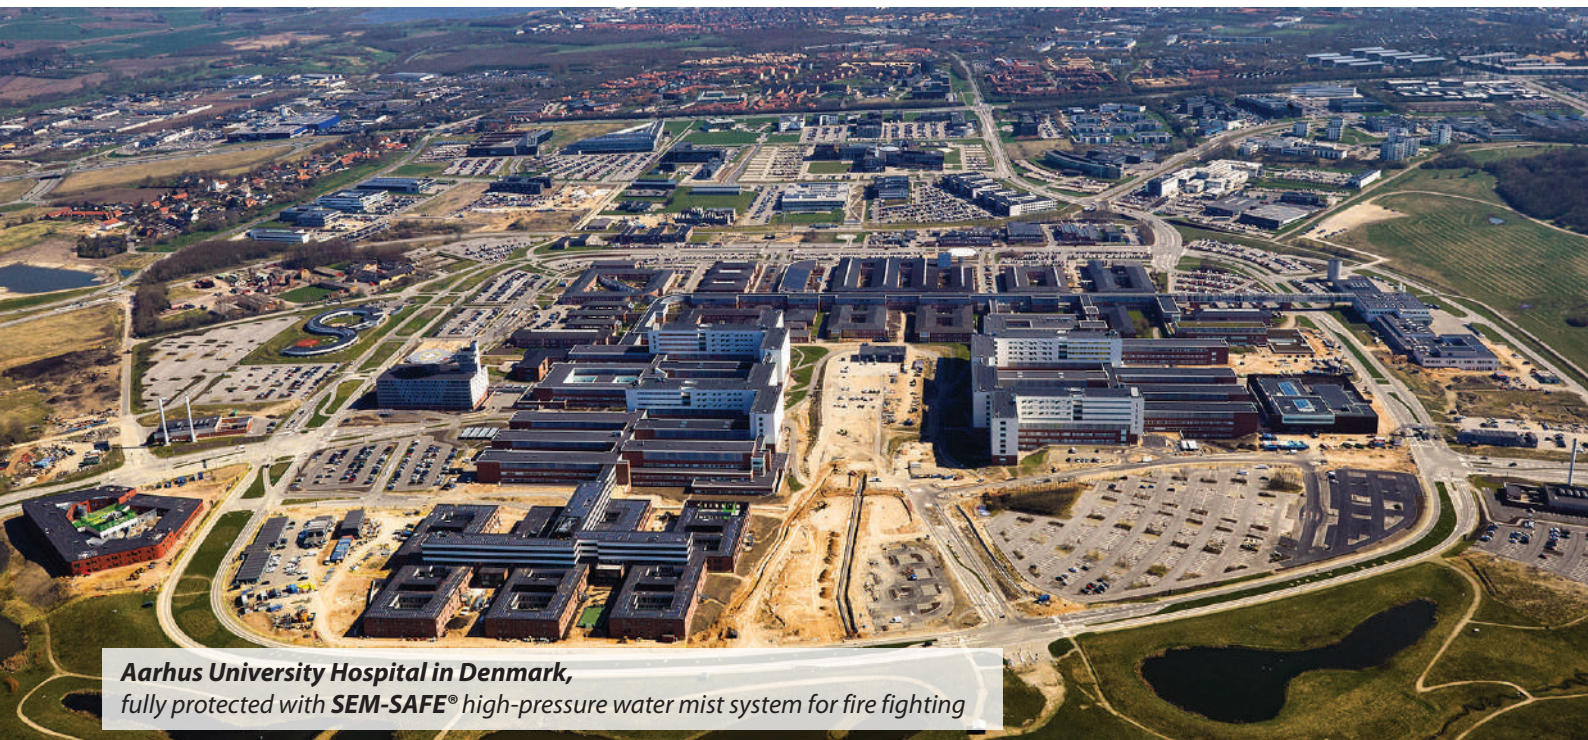 Aarhus University Hospital in Denmark,
fully protected with SEM-SAFE® high-pressure water mist system for fire fighting